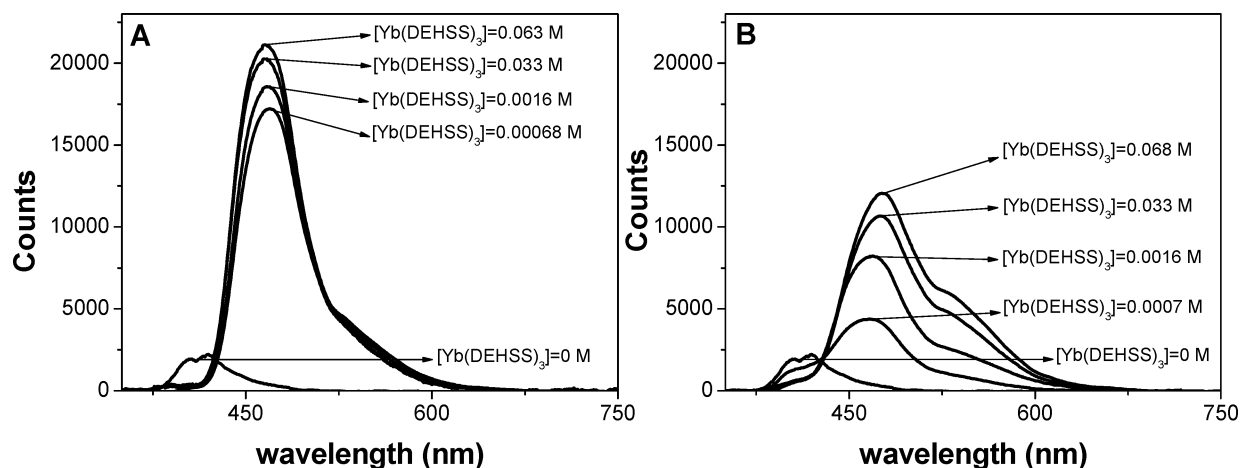 A
20000
15000
10000
5000
0
Counts
450
600
750
wavelength (nm)
[Yb(DEHSS)3]=0.063 M
[Yb(DEHSS)3]=0.033 M
[Yb(DEHSS)3]=0.0016 M
[Yb(DEHSS)3]=0.00068 M
[Yb(DEHSS)3]=0 M
B
20000
15000
10000
5000
0
Counts
450
600
750
wavelength (nm)
[Yb(DEHSS)3]=0.068 M
[Yb(DEHSS)3]=0.033 M
[Yb(DEHSS)3]=0.0016 M
[Yb(DEHSS)3]=0.0007 M
[Yb(DEHSS)3]=0 M